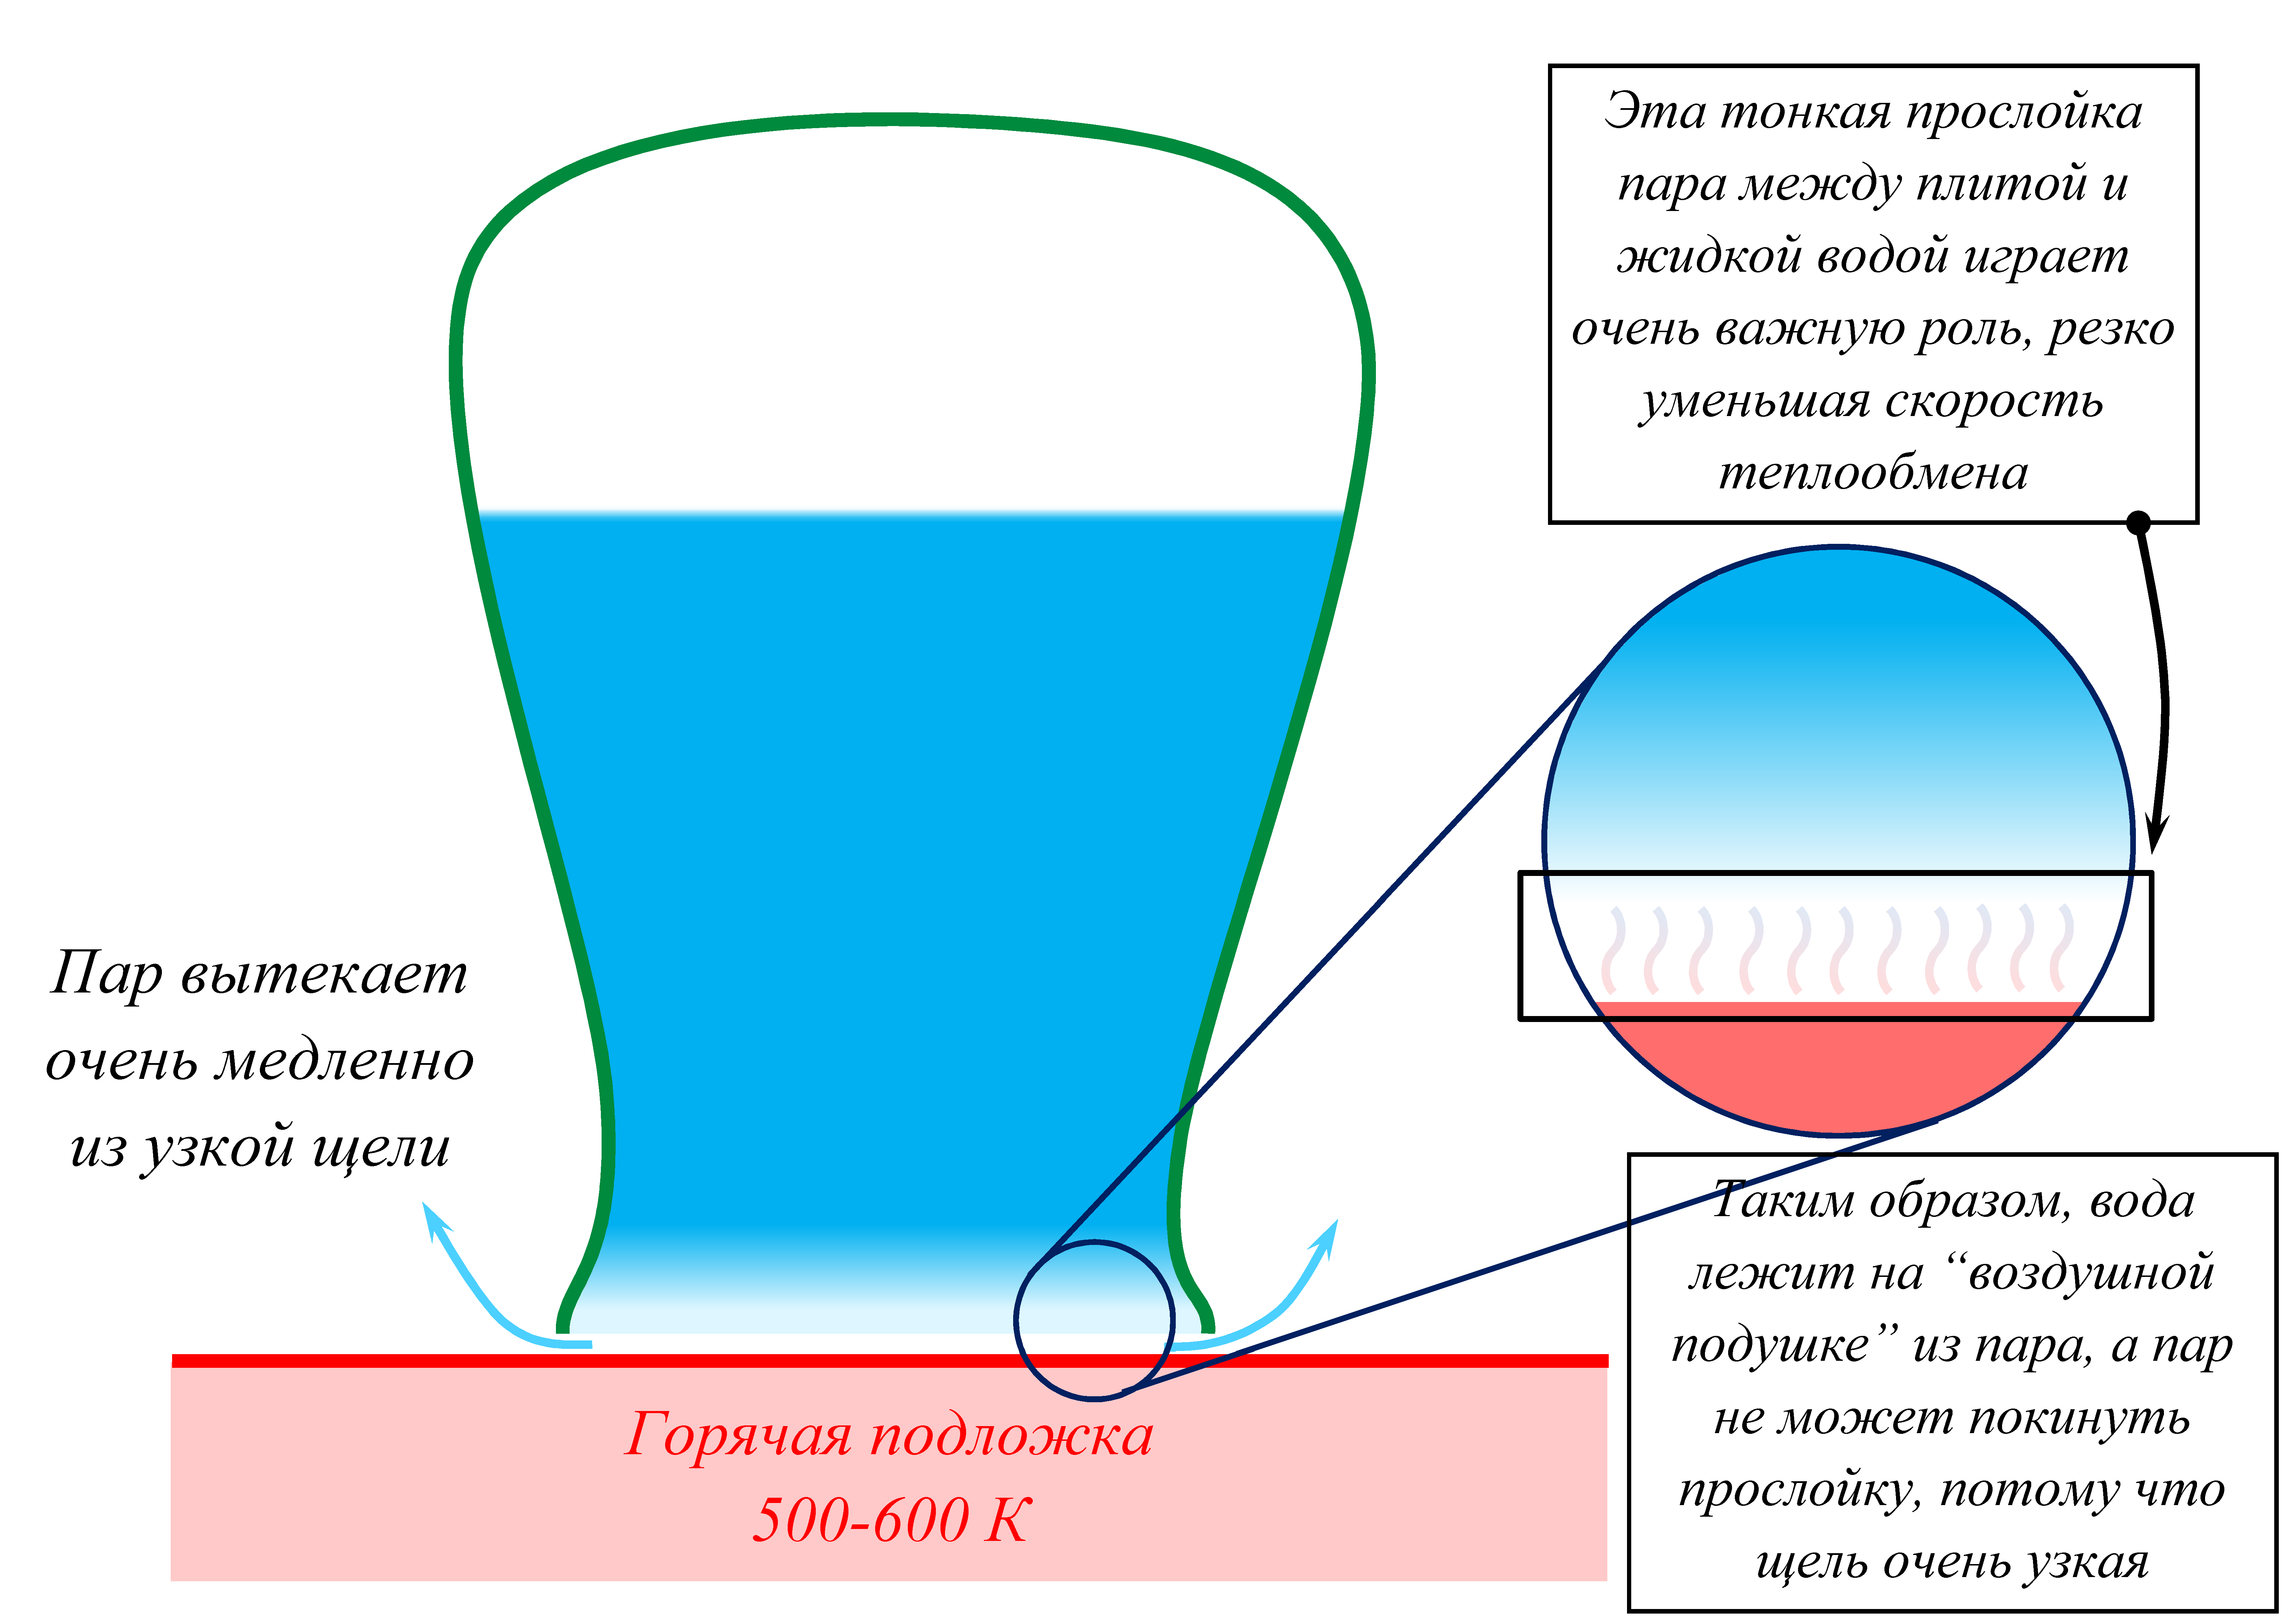 Эта тонкая прослойка
пара между плитой и
жидкой водой играет
очень важную роль, резко
уменьшая скорость
теплообмена
Пар вытекает
очень медленно
из узкой щели
Таким образом, вода
лежит на “воздушной
подушке” из пара, а пар
не может покинуть
прослойку, потому что
щель очень узкая
Горячая подложка
500-600 К